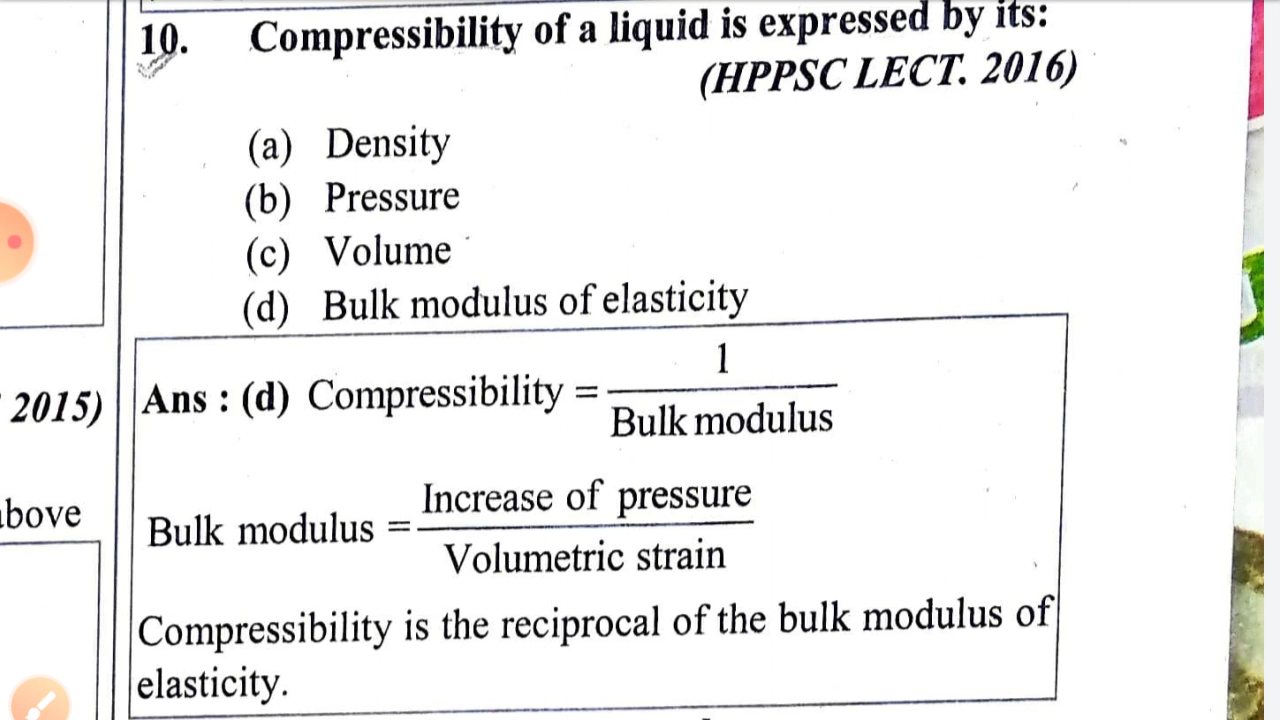 10. Compressibility of a liquid is expressed by its:
(HPPSC LECT. 2016)
(a) Density
(b) Pressure
(c) Volume
(d) Bulk modulus of elasticity
2015)
Ans : (d) Compressibility = 1 / Bulk modulus
Bulk modulus = Increase of pressure / Volumetric strain
Compressibility is the reciprocal of the bulk modulus of
elasticity.